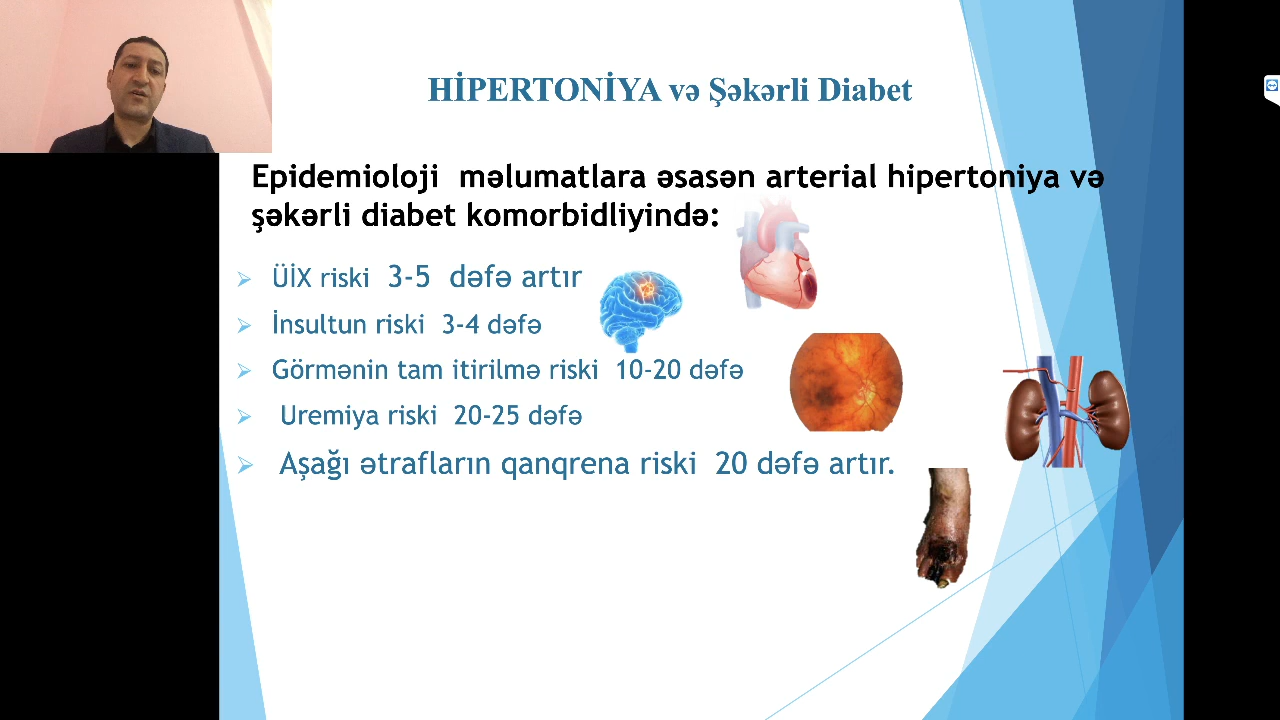 HİPERTONİYA və Şəkərli Diabet
Epidemioloji məlumatlara əsasən arterial hipertoniya və
şəkərli diabet komorbidliyində:
ÜİX riski 3-5 dəfə artır
İnsultun riski 3-4 dəfə
Görmənin tam itirilmə riski 10-20 dəfə
Uremiya riski 20-25 dəfə
Aşağı ətrafların qanqrena riski 20 dəfə artır.